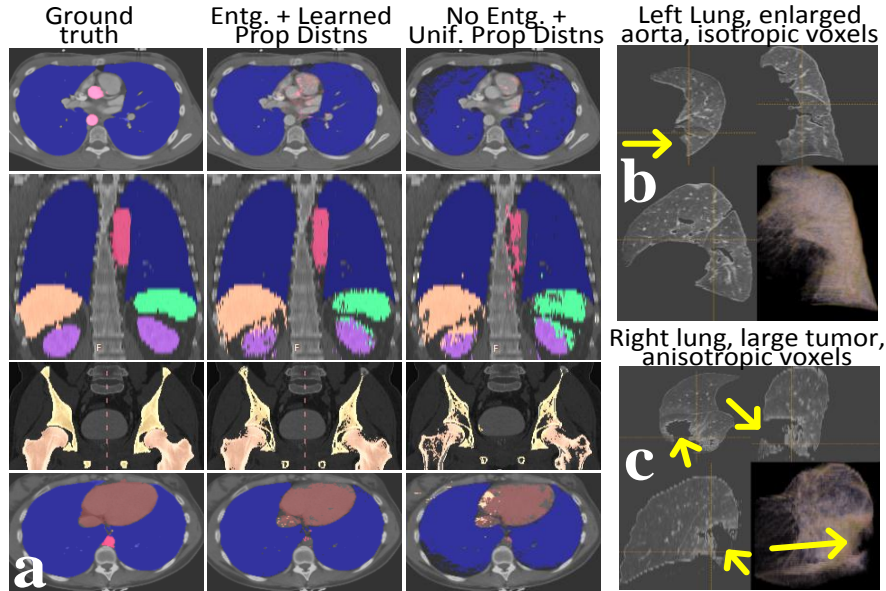 Ground
truth
Entg. + Learned
Prop Distns
No Entg. +
Unif. Prop Distns
Left Lung, enlarged
aorta, isotropic voxels
b
F
F
Right lung, large tumor,
anisotropic voxels
c
a